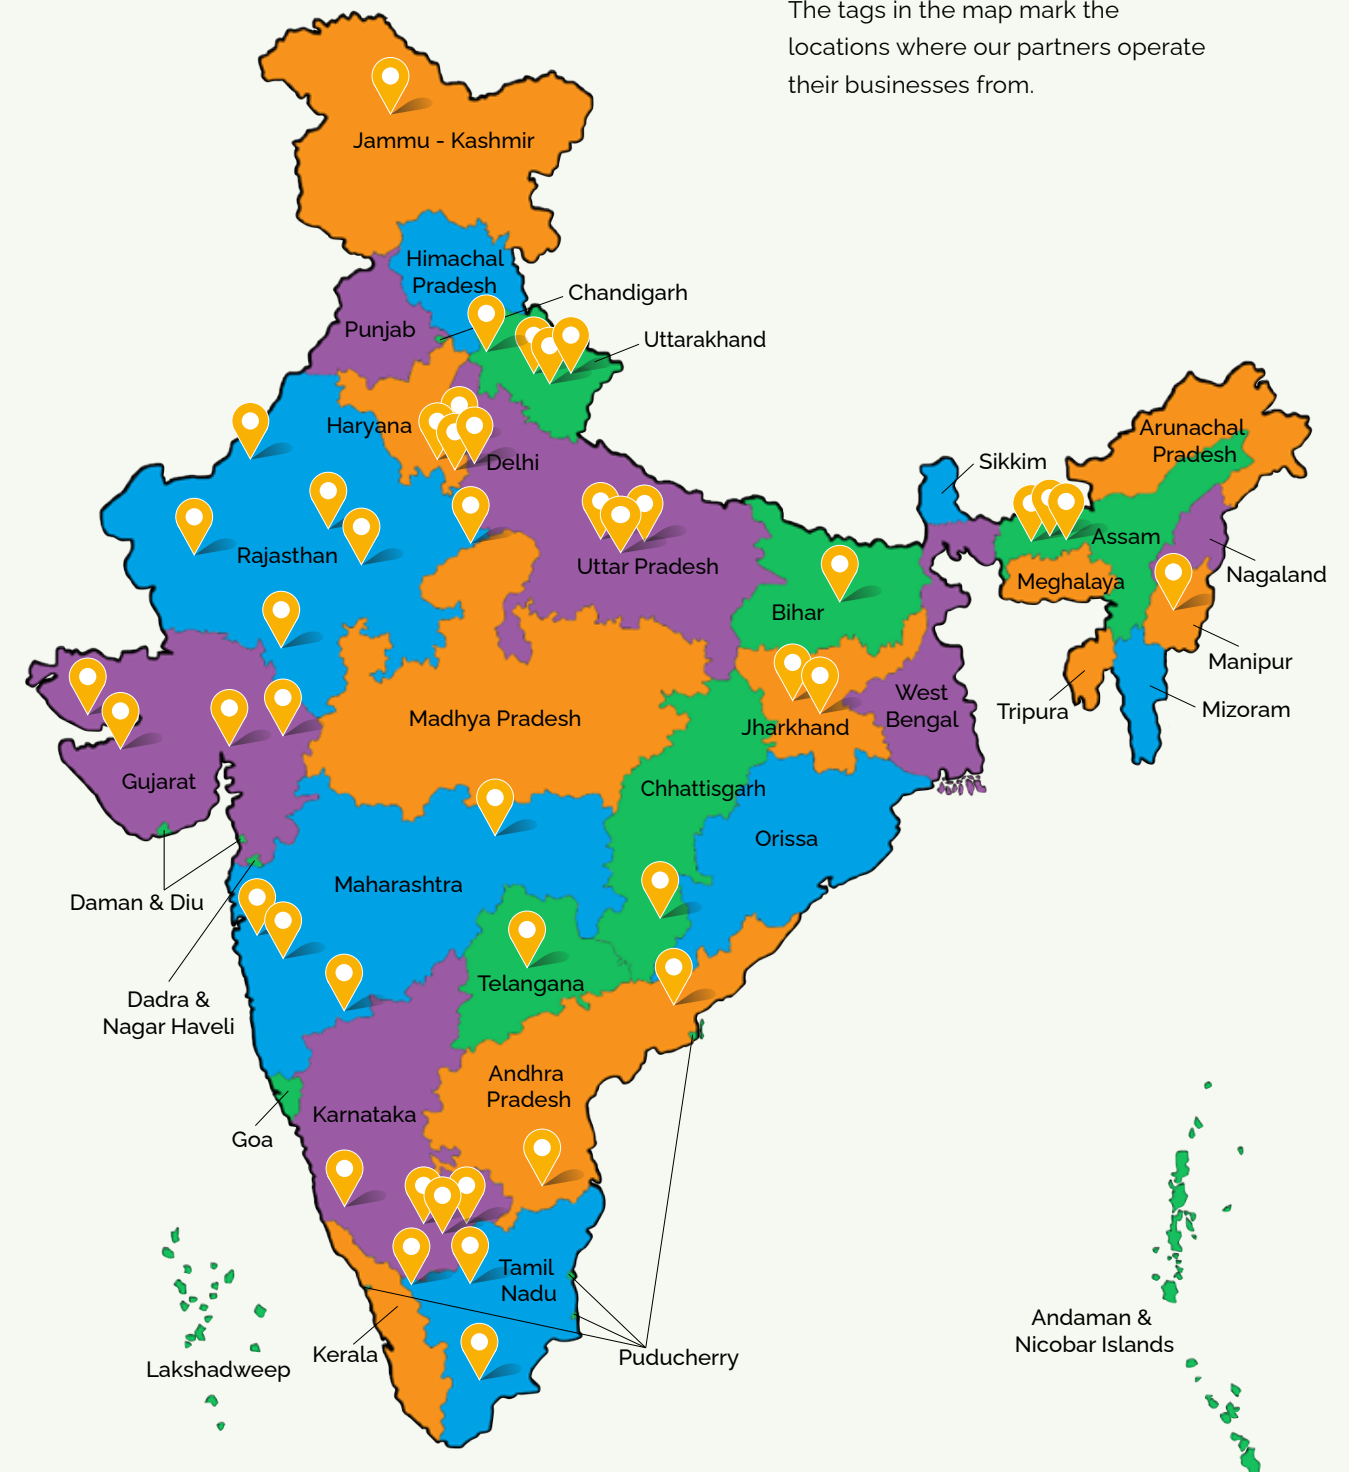 The tags in the map mark the
locations where our partners operate
their businesses from.
Jammu - Kashmir
Himachal
Pradesh
Chandigarh
Punjab
Uttarakhand
Haryana
Delhi
Arunachal
Pradesh
Sikkim
Assam
Rajasthan
Uttar Pradesh
Nagaland
Meghalaya
Bihar
Manipur
West
Bengal
Tripura
Mizoram
Madhya Pradesh
Jharkhand
Gujarat
Chhattisgarh
Orissa
Maharashtra
Daman & Diu
Telangana
Dadra &
Nagar Haveli
Andhra
Pradesh
Karnataka
Goa
Tamil
Nadu
Andaman &
Nicobar Islands
Kerala
Puducherry
Lakshadweep